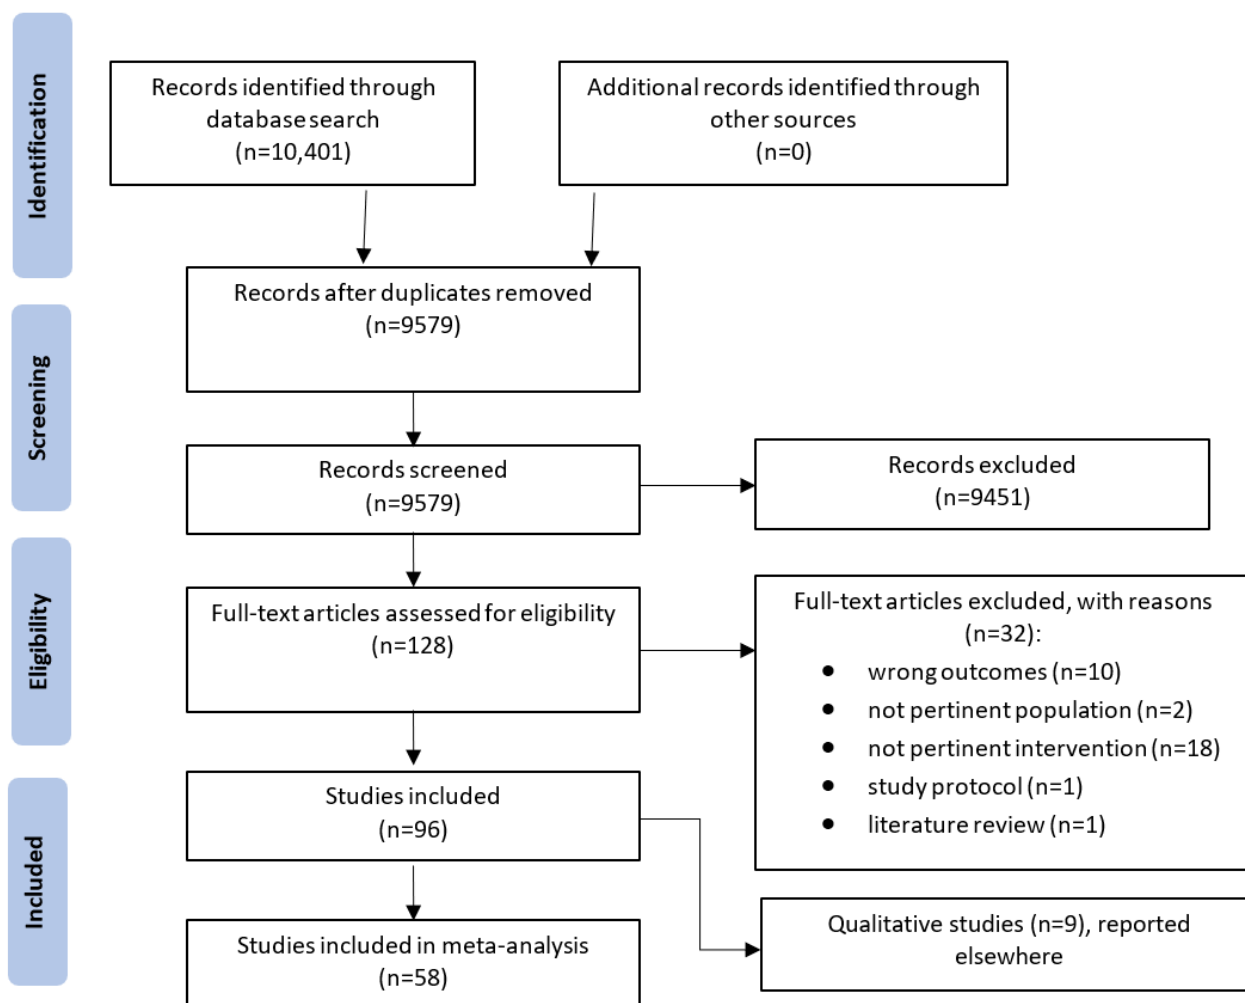 Identification
Records identified through
database search
(n=10,401)
Additional records identified through
other sources
(n=0)
Records after duplicates removed
(n=9579)
Screening
Records screened
(n=9579)
Records excluded
(n=9451)
Eligibility
Full-text articles assessed for eligibility
(n=128)
Full-text articles excluded, with reasons
(n=32):
● wrong outcomes (n=10)
● not pertinent population (n=2)
● not pertinent intervention (n=18)
● study protocol (n=1)
● literature review (n=1)
Included
Studies included
(n=96)
Qualitative studies (n=9), reported
elsewhere
Studies included in meta-analysis
(n=58)